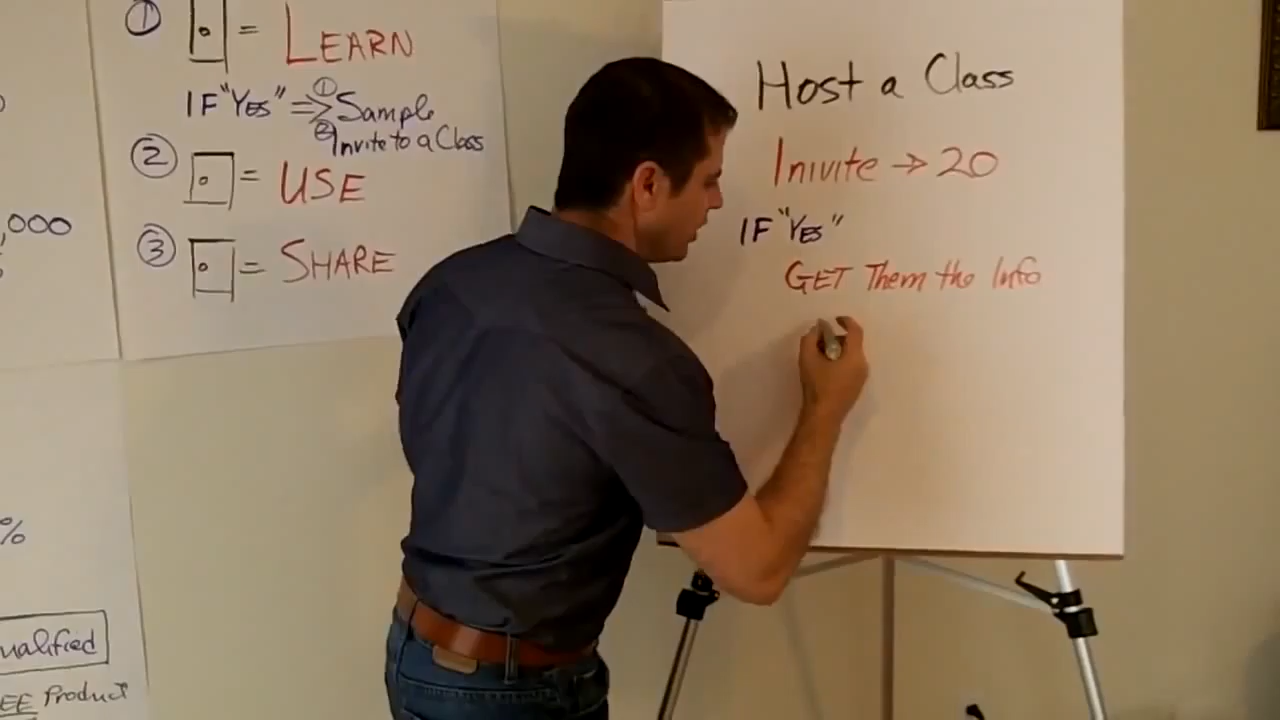 ① = LEARN
IF "YES" => ① Sample
② Invite to a Class
② = USE
③ = SHARE
,000
%
ualified
EE Product
Host a Class
Inivite → 20
IF "YES"
GET Them the Info